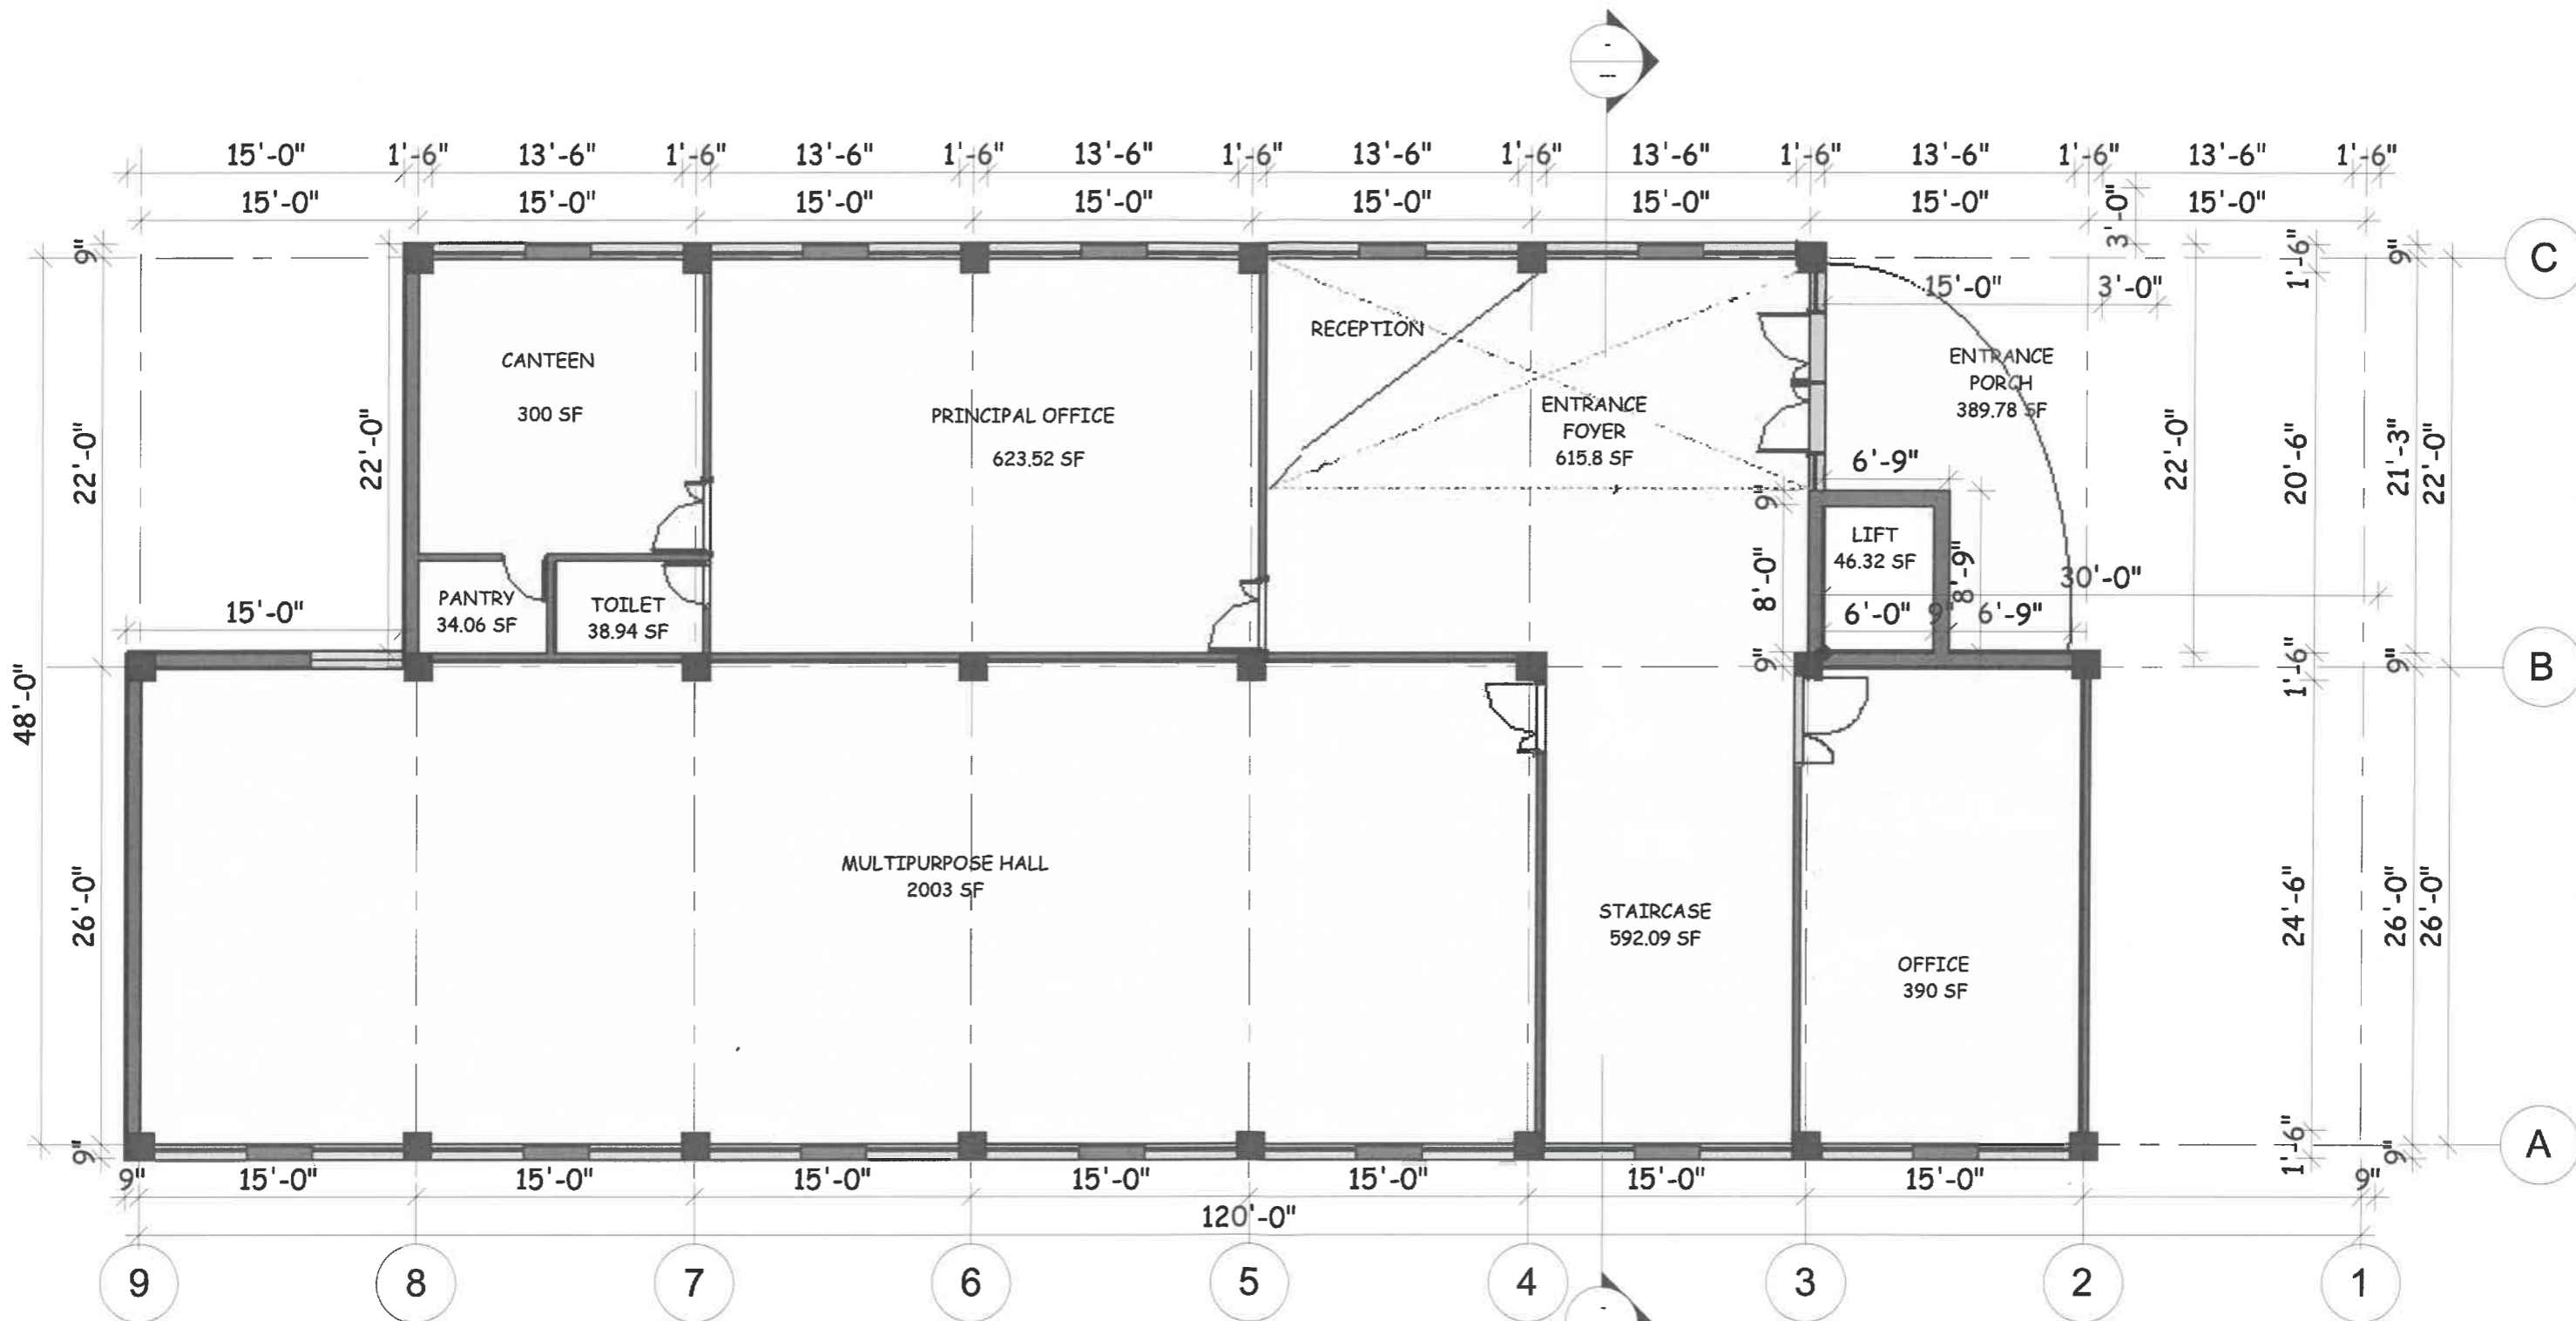 -
---
15'-0" 1'-6" 13'-6" 1'-6" 13'-6" 1'-6" 13'-6" 1'-6" 13'-6" 1'-6" 13'-6" 1'-6" 13'-6" 1'-6" 13'-6" 1'-6"
15'-0" 15'-0" 15'-0" 15'-0" 15'-0" 15'-0" 15'-0" 15'-0"
3'-0"
9"
1'-6"
9"
C
15'-0" 3'-0"
RECEPTION
CANTEEN
300 SF
ENTRANCE
PORCH
389.78 SF
PRINCIPAL OFFICE
623.52 SF
ENTRANCE
FOYER
615.8 SF
22'-0"
22'-0"
6'-9"
22'-0"
20'-6"
21'-3"
22'-0"
9"
LIFT
46.32 SF
8'-0"
8'-9"
30'-0"
PANTRY
34.06 SF
TOILET
38.94 SF
15'-0"
6'-0" 9" 6'-9"
9"
1'-6"
9"
B
48'-0"
26'-0"
MULTIPURPOSE HALL
2003 SF
STAIRCASE
592.09 SF
OFFICE
390 SF
24'-6"
26'-0"
26'-0"
9"
1'-6"
9"
A
9" 15'-0" 15'-0" 15'-0" 15'-0" 15'-0" 15'-0" 15'-0" 9"
120'-0"
9 8 7 6 5 4 3 2 1
-